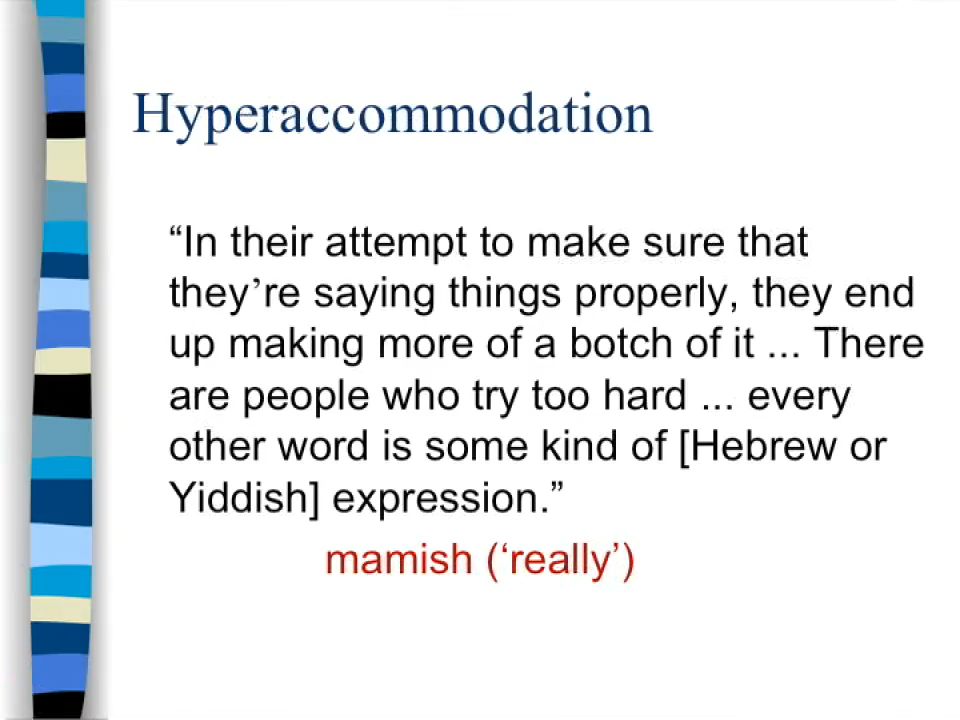 Hyperaccommodation
“In their attempt to make sure that
they’re saying things properly, they end
up making more of a botch of it ... There
are people who try too hard ... every
other word is some kind of [Hebrew or
Yiddish] expression.”
mamish (‘really’)